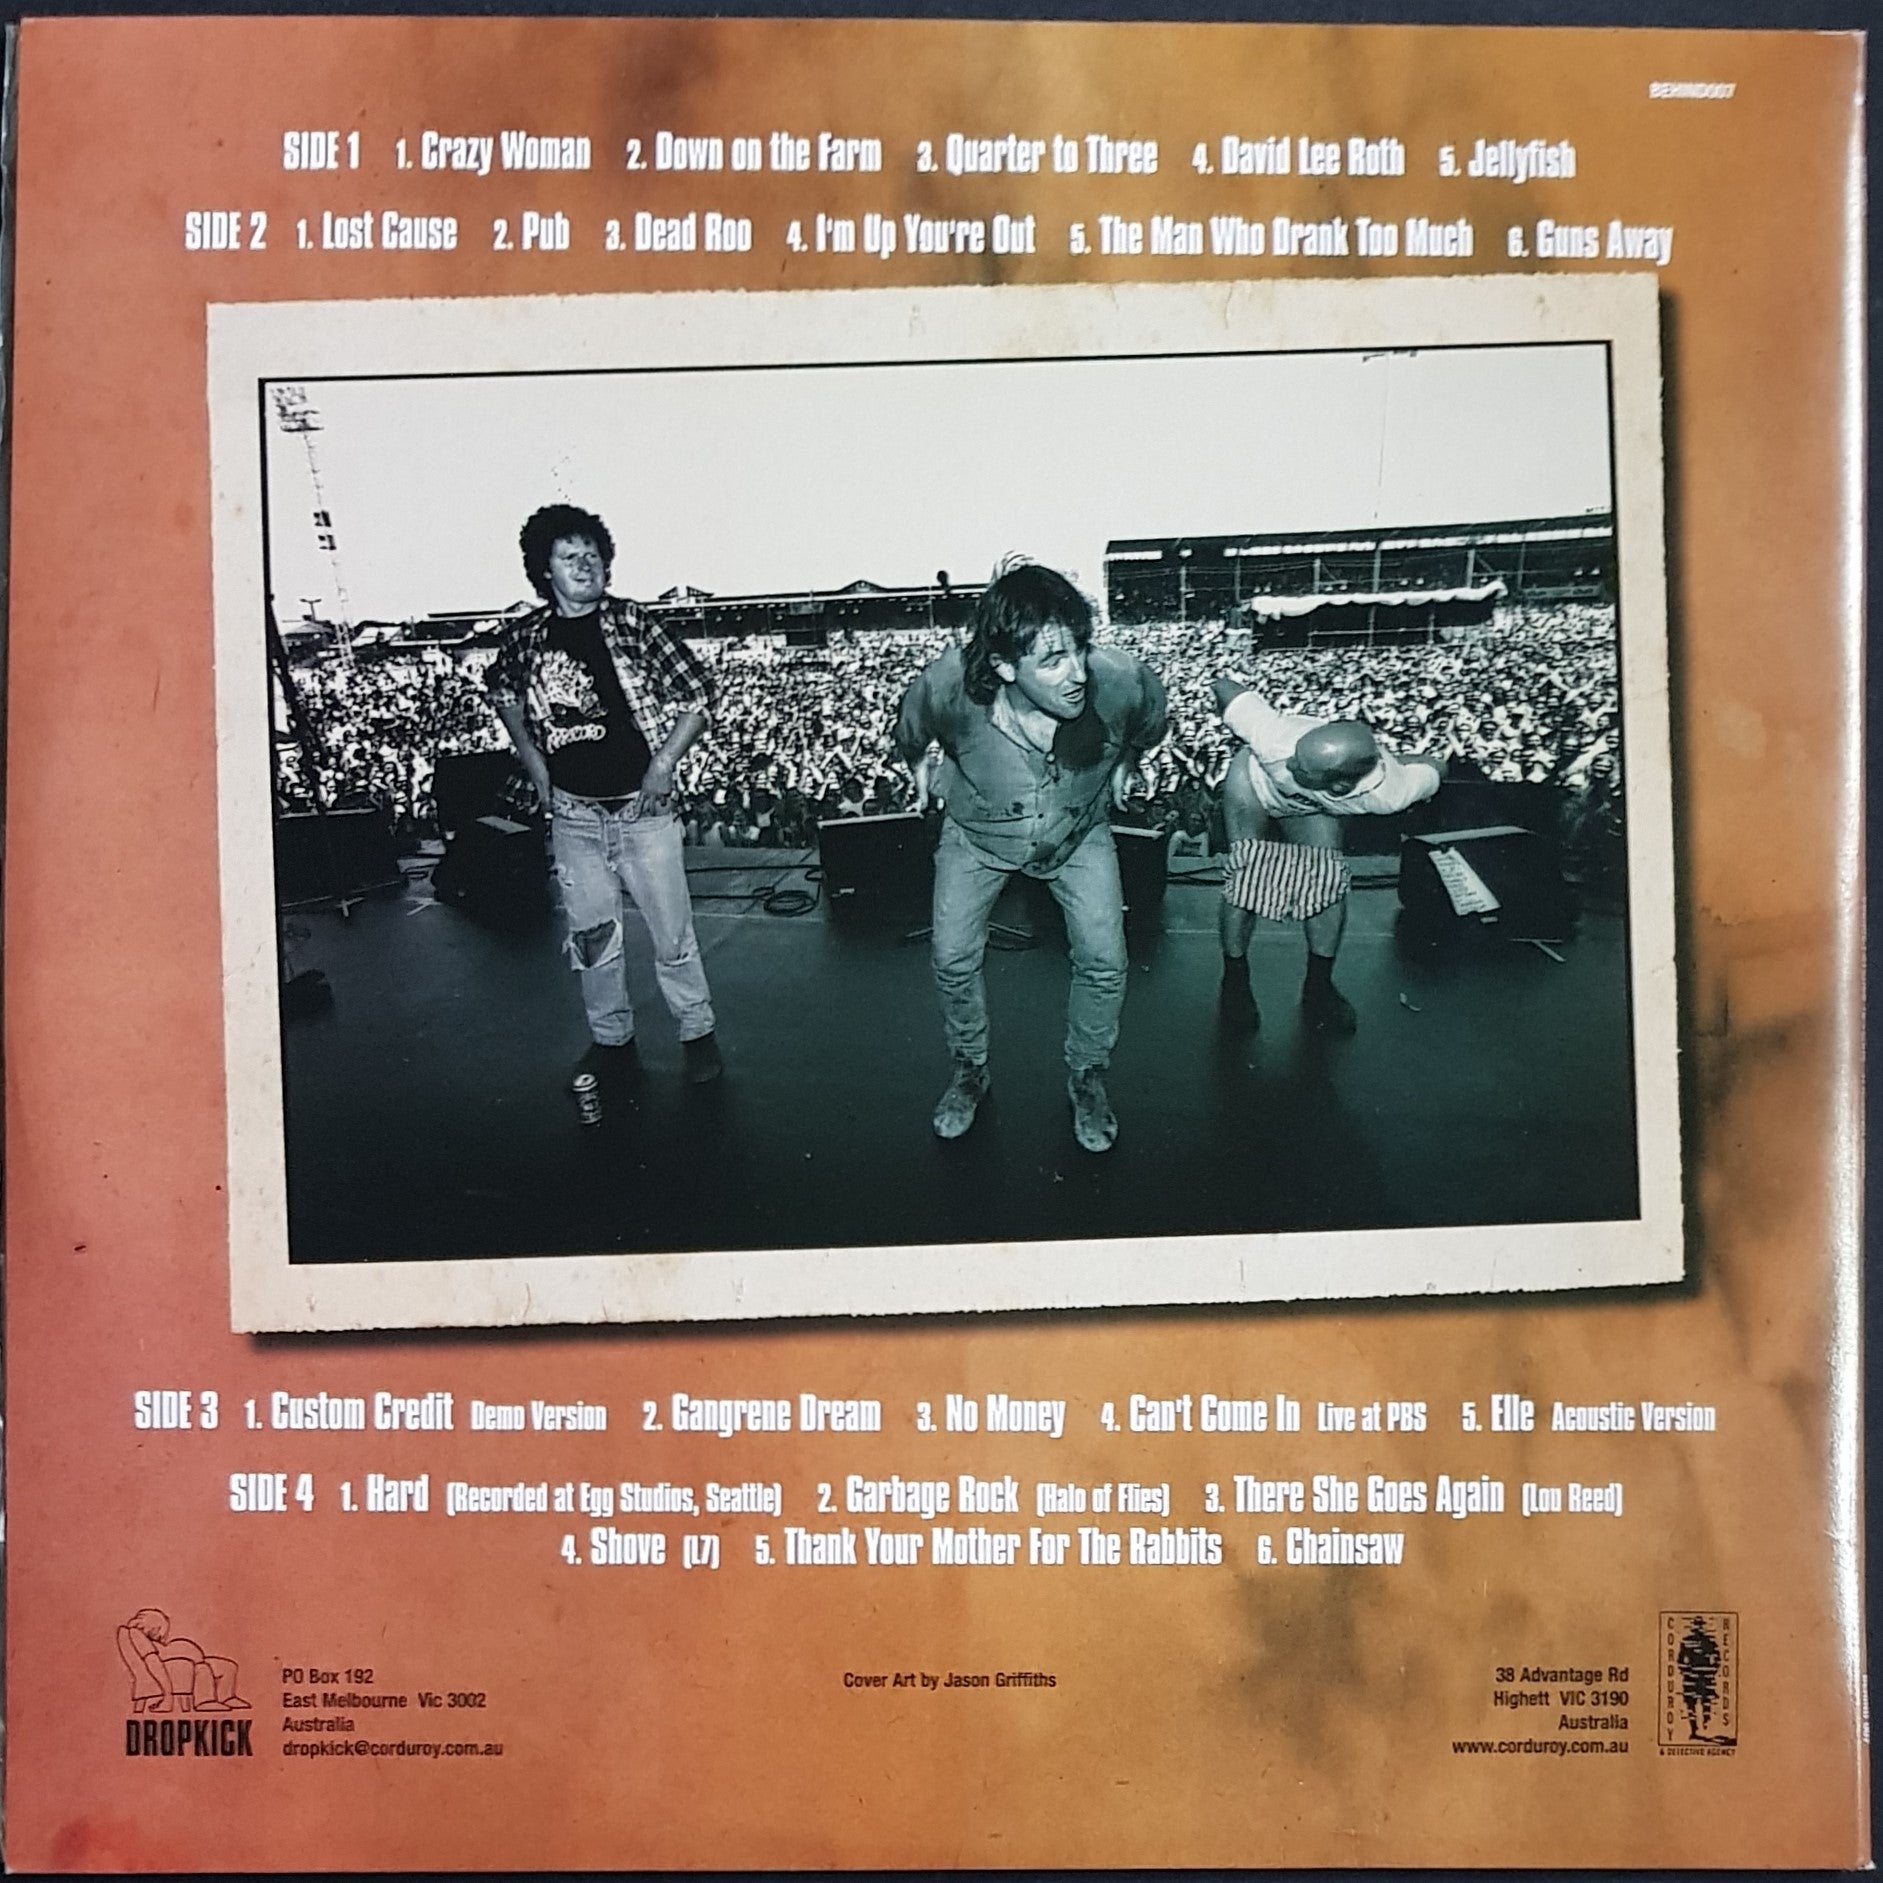 BEHIND007
SIDE 1 1. Crazy Woman 2. Down on the Farm 3. Quarter to Three 4. David Lee Roth 5. Jellyfish
SIDE 2 1. Lost Cause 2. Pub 3. Dead Roo 4. I'm Up You're Out 5. The Man Who Drank Too Much 6. Guns Away
SIDE 3 1. Custom Credit Demo Version 2. Gangrene Dream 3. No Money 4. Can't Come In Live at PBS 5. Elle Acoustic Version
SIDE 4 1. Hard (Recorded at Egg Studios, Seattle) 2. Garbage Rock (Halo of Flies) 3. There She Goes Again (Lou Reed)
4. Shove (L7) 5. Thank Your Mother For The Rabbits 6. Chainsaw
DROPKICK
PO Box 192
East Melbourne Vic 3002
Australia
dropkick@corduroy.com.au
Cover Art by Jason Griffiths
38 Advantage Rd
Highett VIC 3190
Australia
www.corduroy.com.au
CORDUROY
RECORDS
& DETECTIVE AGENCY